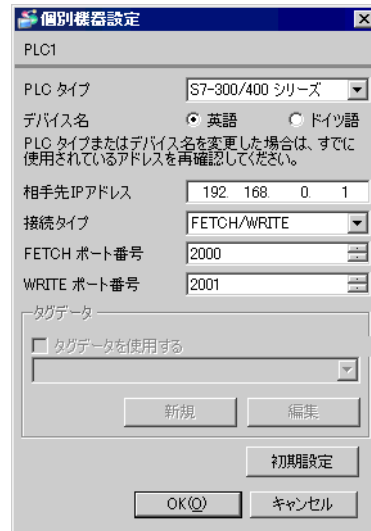 個別機器設定
PLC1
PLC タイプ S7-300/400 シリーズ
デバイス名 英語 ドイツ語
PLC タイプまたはデバイス名を変更した場合は、すでに
使用されているアドレスを再確認してください。
相手先IPアドレス 192. 168. 0. 1
接続タイプ FETCH/WRITE
FETCH ポート番号 2000
WRITE ポート番号 2001
タグデータ
タグデータを使用する
新規 編集
初期設定
OK(O) キャンセル